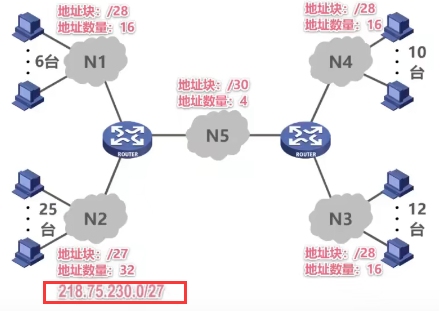 地址块：/28
地址数量：16
6台
N1
地址块：/28
地址数量：16
N4
10
台
地址块：/30
地址数量：4
N5
ROUTER
ROUTER
25
台
N2
地址块：/27
地址数量：32
218.75.230.0/27
N3
12
台
地址块：/28
地址数量：16